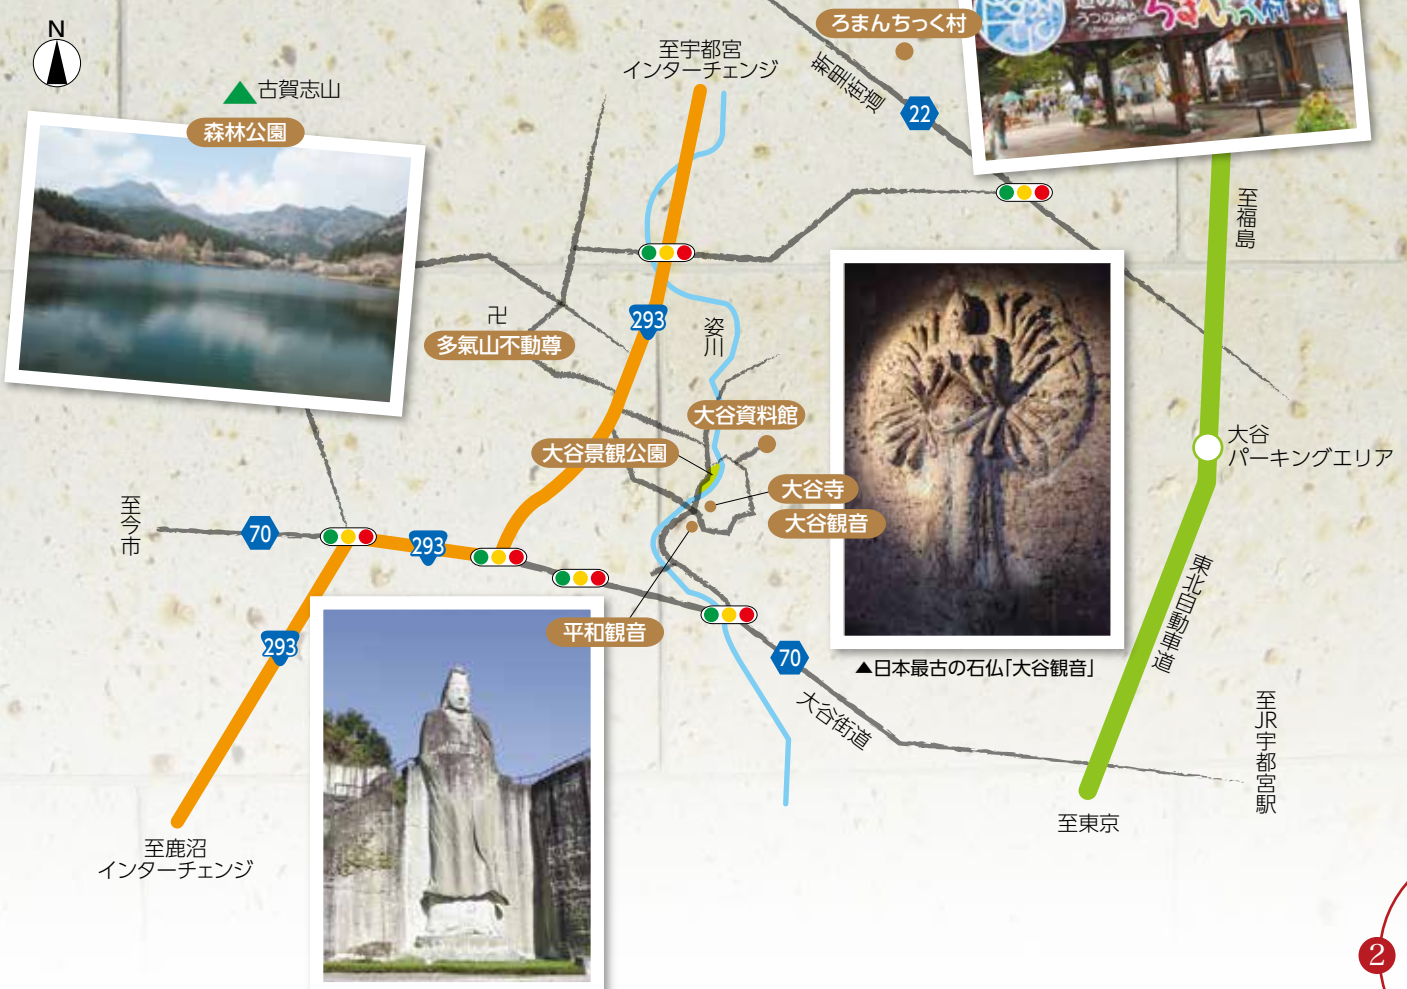 N
古賀志山
森林公園
至宇都宮
インターチェンジ
ろまんちっく村
うつのみや
新里街道
22
至福島
卍
多氣山不動尊
293
姿川
大谷資料館
大谷景観公園
大谷寺
大谷観音
大谷
パーキングエリア
至今市
70
293
平和観音
293
70
大谷街道
▲日本最古の石仏「大谷観音」
東北自動車道
至JR宇都宮駅
至東京
至鹿沼
インターチェンジ
2